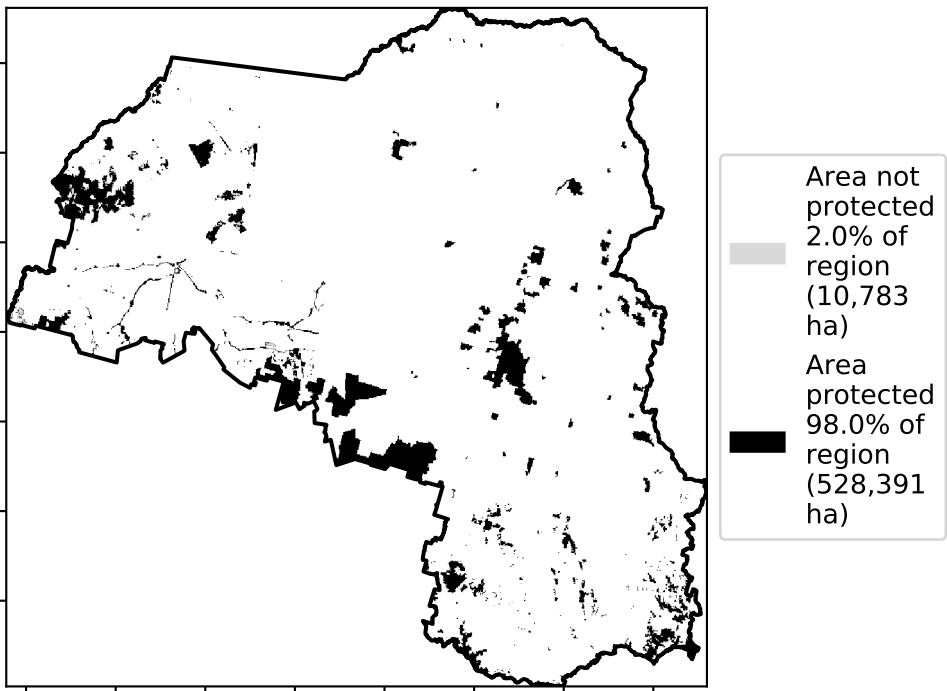 Area not
protected
2.0% of
region
(10,783
ha)
Area
protected
98.0% of
region
(528,391
ha)